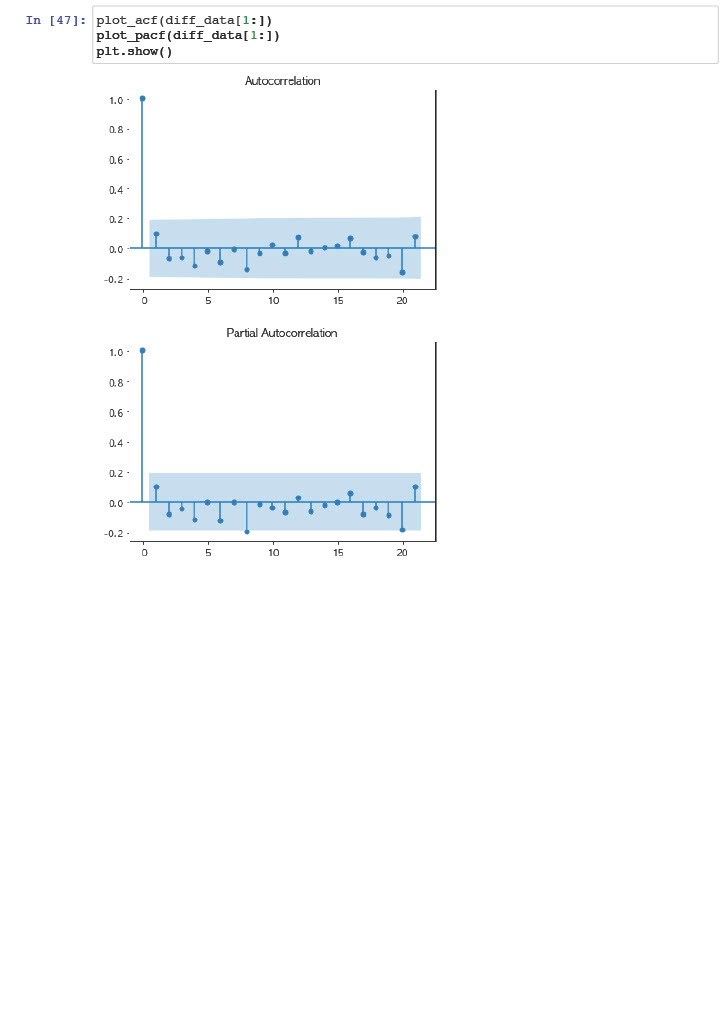 In [47]: plot_acf(diff_data[1:])
plot_pacf(diff_data[1:])
plt.show()
Autocorrelation
1.0
0.8
0.6
0.4
0.2
0.0
-0.2
0 5 10 15 20
Partial Autocorrelation
1.0
0.8
0.6
0.4
0.2
0.0
-0.2
0 5 10 15 20